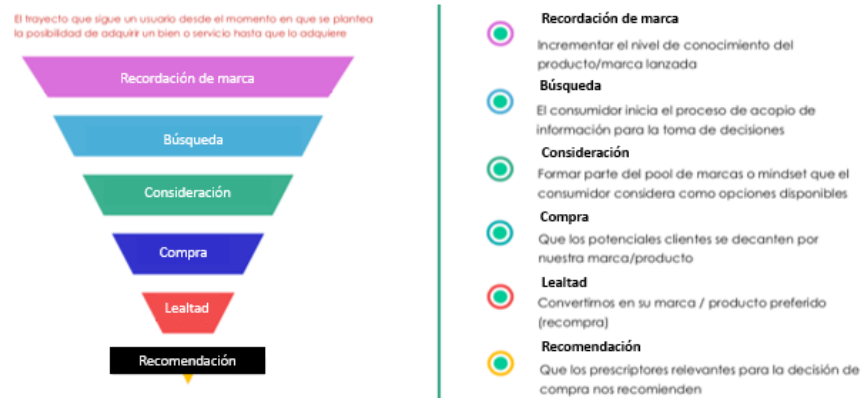 El trayecto que sigue un usuario desde el momento en que se plantea
la posibilidad de adquirir un bien o servicio hasta que lo adquiere
Recordación de marca
Búsqueda
Consideración
Compra
Lealtad
Recomendación
Recordación de marca
Incrementar el nivel de conocimiento del
producto/marca lanzada
Búsqueda
El consumidor inicia el proceso de acopio de
información para la toma de decisiones
Consideración
Formar parte del pool de marcas o mindset que el
consumidor considera como opciones disponibles
Compra
Que los potenciales clientes se decanten por
nuestra marca/producto
Lealtad
Convertirnos en su marca / producto preferido
(recompra)
Recomendación
Que los prescriptores relevantes para la decisión de
compra nos recomienden